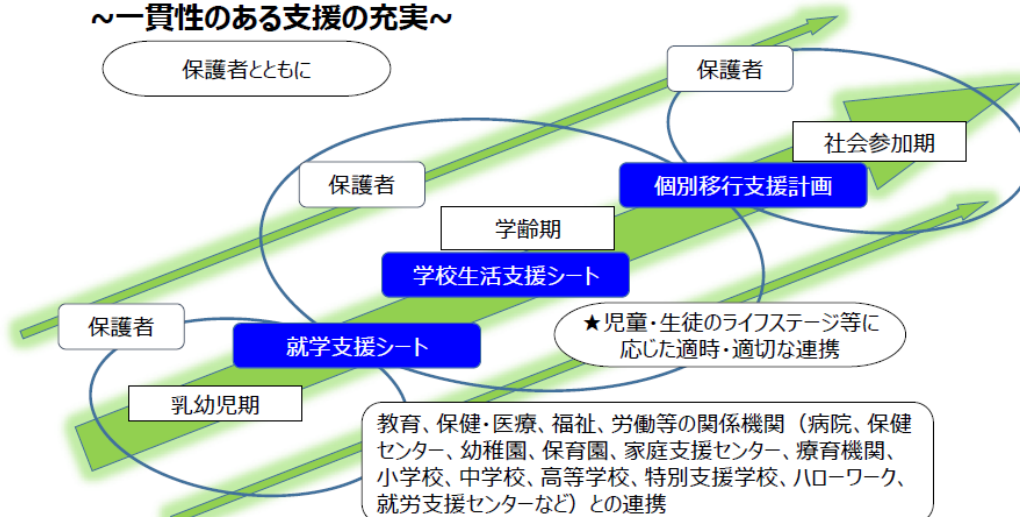 ~一貫性のある支援の充実~
保護者とともに
保護者
社会参加期
保護者
個別移行支援計画
学齢期
学校生活支援シート
保護者
就学支援シート
★児童・生徒のライフステージ等に
応じた適時・適切な連携
乳幼児期
教育、保健・医療、福祉、労働等の関係機関（病院、保健
センター、幼稚園、保育園、家庭支援センター、療育機関、
小学校、中学校、高等学校、特別支援学校、ハローワーク、
就労支援センターなど）との連携